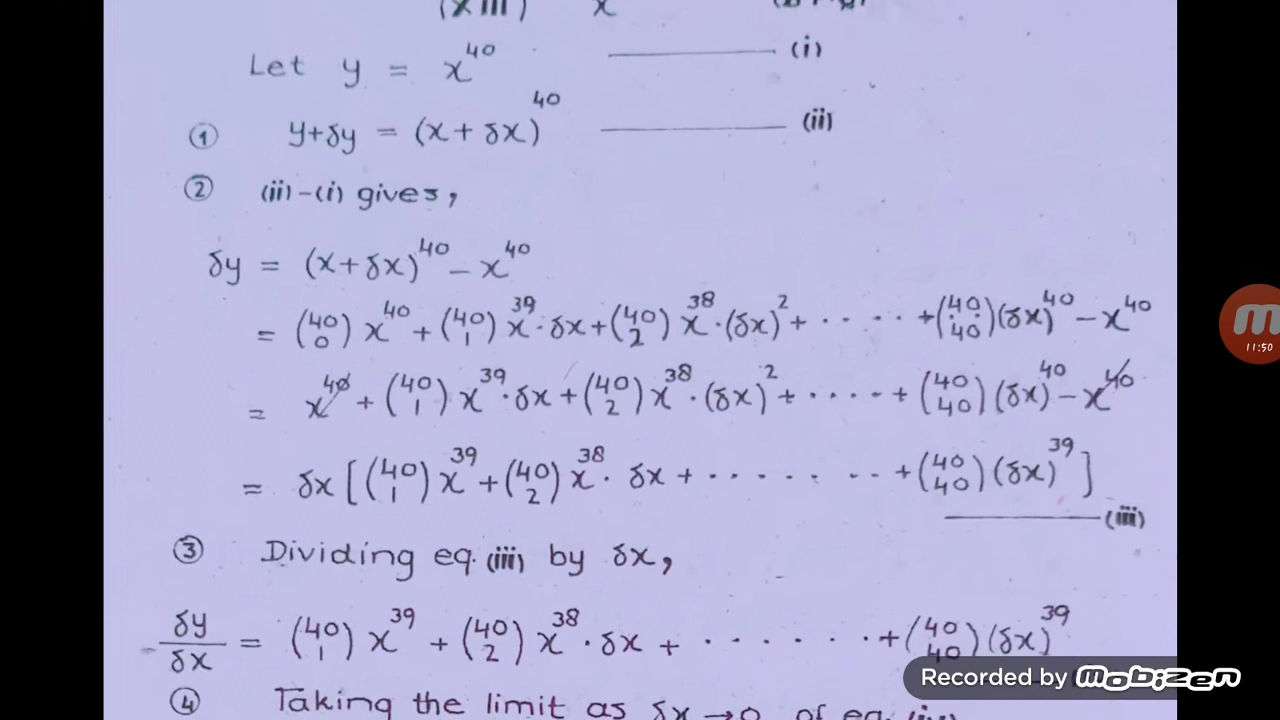 (xiii) x
Let y = x^40 ———— (i)
① y+δy = (x + δx)^40 ———— (ii)
② (ii)-(i) gives,
δy = (x+δx)^40 - x^40
= (40 0) x^40 + (40 1) x^39 · δx + (40 2) x^38 · (δx)^2 + · · · · + (40 40)(δx)^40 - x^40
= x^40 + (40 1) x^39 · δx + (40 2) x^38 · (δx)^2 + · · · · · + (40 40) (δx)^40 - x^40
= δx [(40 1) x^39 + (40 2) x^38 · δx + · · · · · · · · + (40 40)(δx)^39]
———— (iii)
③ Dividing eq. (iii) by δx,
δy/δx = (40 1) x^39 + (40 2) x^38 · δx + · · · · · · · + (40 40)(δx)^39
④ Taking the limit as δx → 0 of eq. (iv)
Recorded by mobizen
11:50